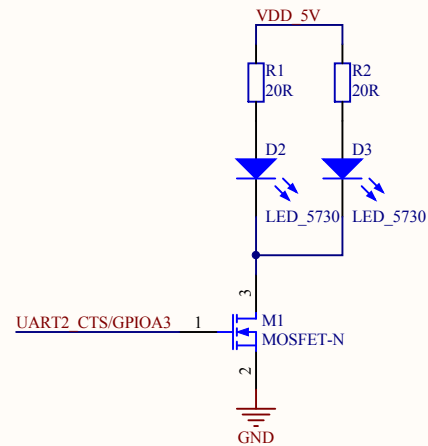 VDD_5V
R1
20R
R2
20R
D2
D3
LED_5730
LED_5730
3
UART2_CTS/GPIOA3
1
M1
MOSFET-N
2
GND